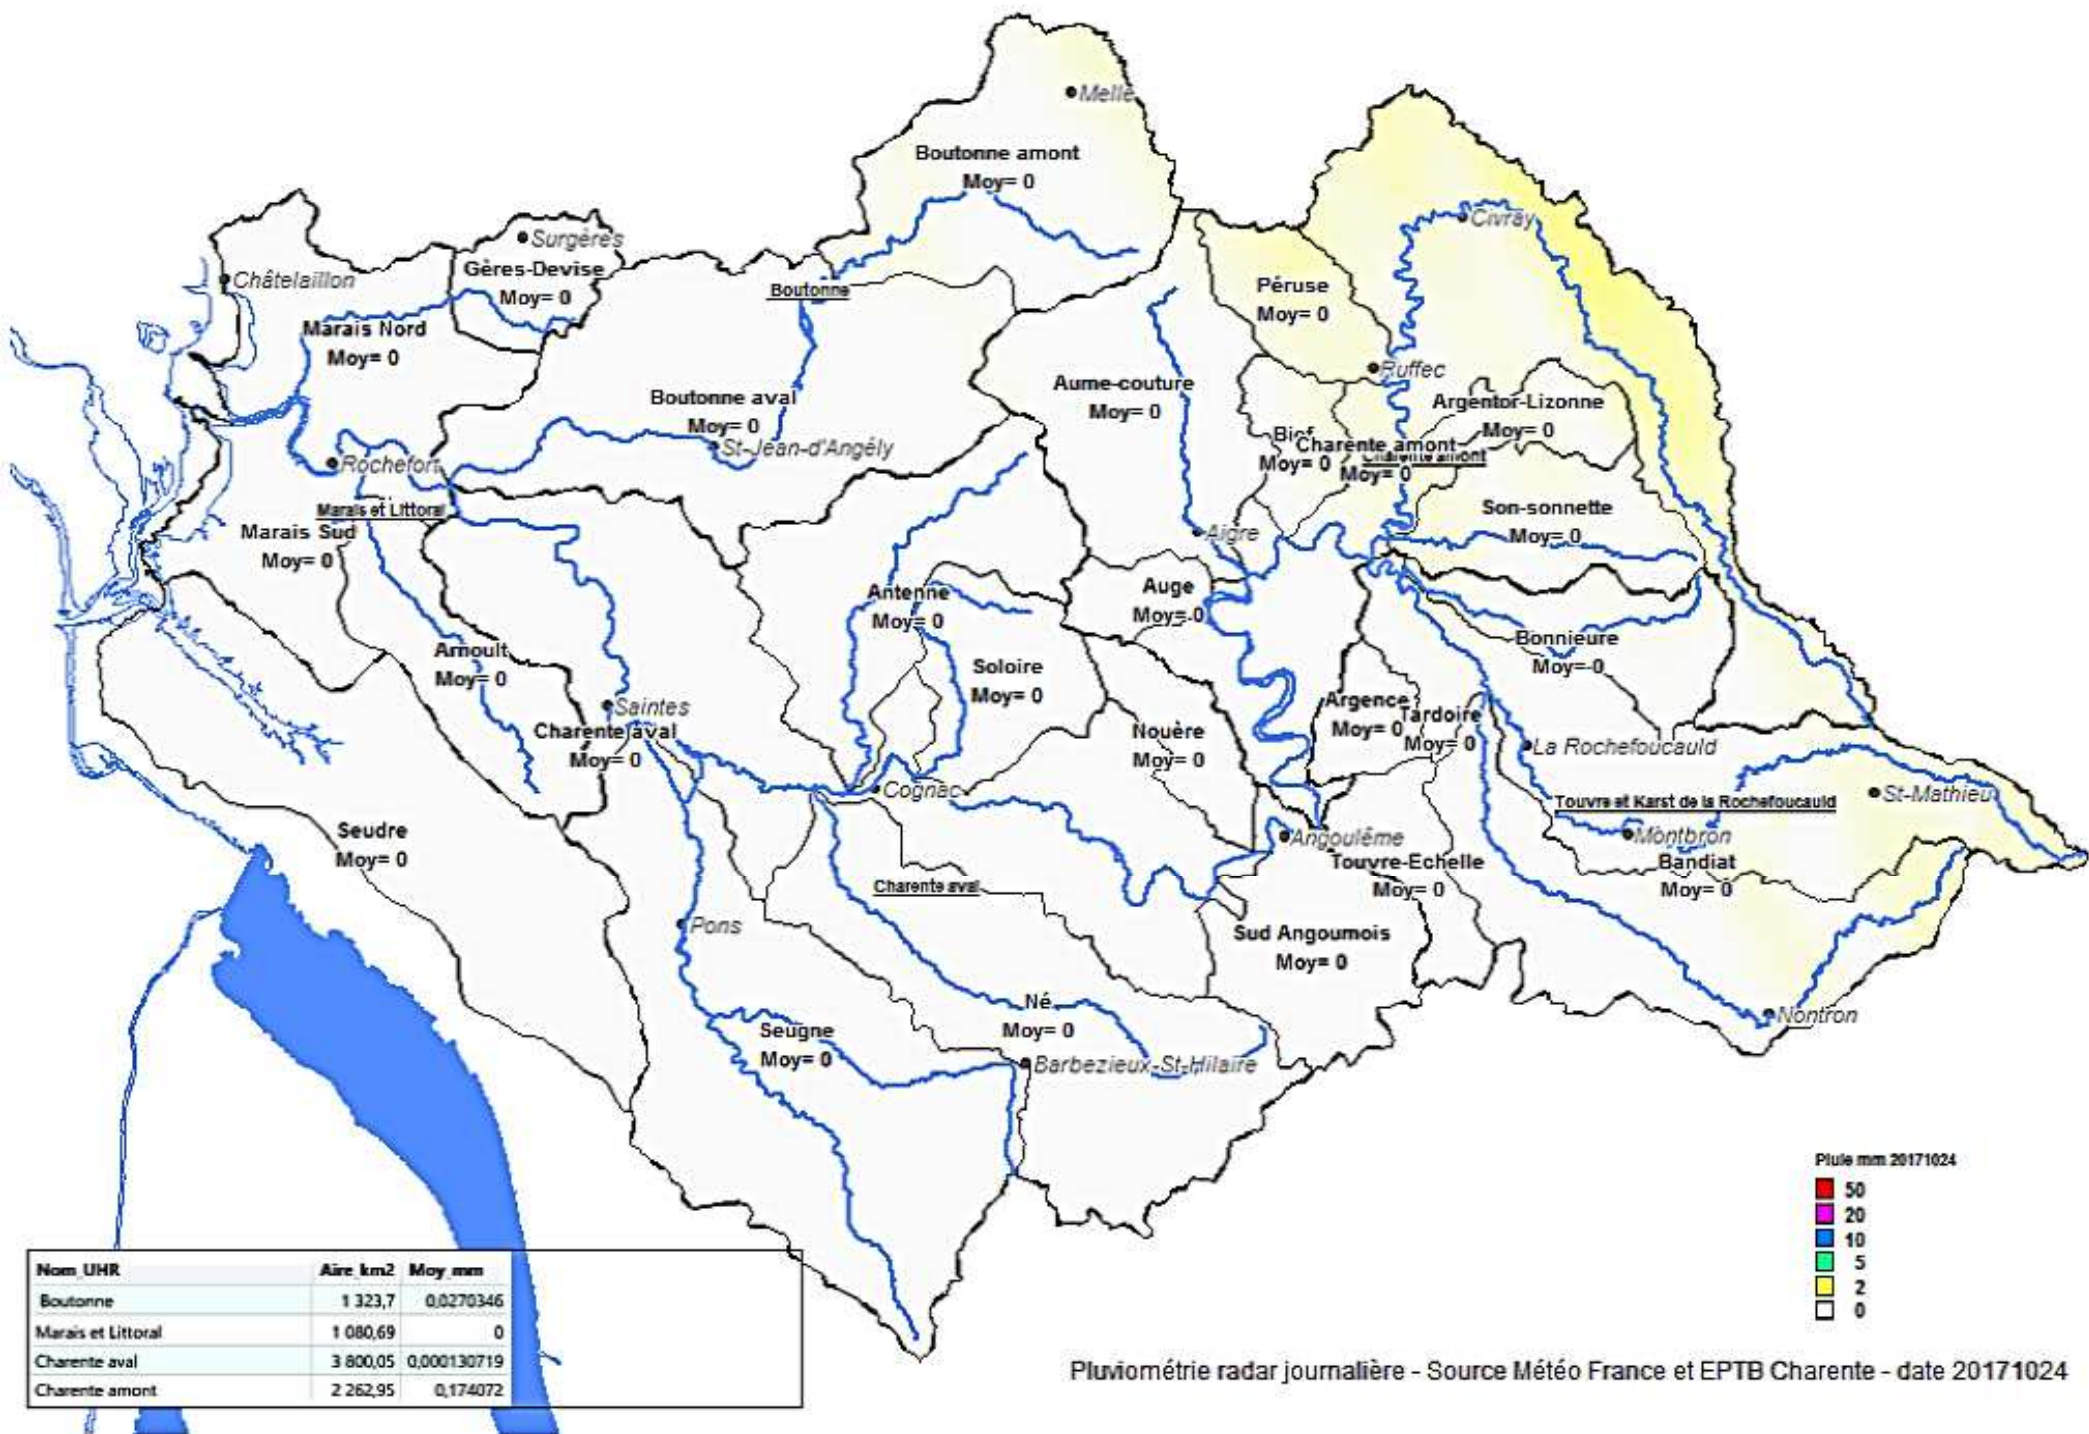 Melle
Boutonne amont
Moy= 0
Civray
Surgères
Gères-Devise
Moy= 0
Châtelaillon
Boutonne
Péruse
Moy= 0
Marais Nord
Moy= 0
Ruffec
Aume-couture
Moy= 0
Boutonne aval
Moy= 0
St-Jean-d'Angély
Argentor-Lizonne
Moy= 0
Bief
Moy= 0
Charente amont
Charente amont
Moy= 0
Rochefort
Marais et Littoral
Marais Sud
Moy= 0
Son-sonnette
Moy= 0
Aigre
Antenne
Moy= 0
Auge
Moy= 0
Bonnieure
Moy= 0
Arnoult
Moy= 0
Soloire
Moy= 0
Saintes
Charente aval
Moy= 0
Nouère
Moy= 0
Argence
Moy= 0
Tardoire
Moy= 0
La Rochefoucauld
Cognac
St-Mathieu
Touvre et Karst de la Rochefoucauld
Seudre
Moy= 0
Angoulême
Montbron
Touvre-Echelle
Moy= 0
Bandiat
Moy= 0
Charente aval
Pons
Sud Angoumois
Moy= 0
Né
Moy= 0
Nontron
Seugne
Moy= 0
Barbezieux-St-Hilaire
Pluie mm 20171024
50
20
10
5
2
0
Nom_UHR Aire_km2 Moy_mm
Boutonne 1 323,7 0,0270346
Marais et Littoral 1 080,69 0
Charente aval 3 800,05 0,000130719
Charente amont 2 262,95 0,174072
Pluviométrie radar journalière - Source Météo France et EPTB Charente - date 20171024